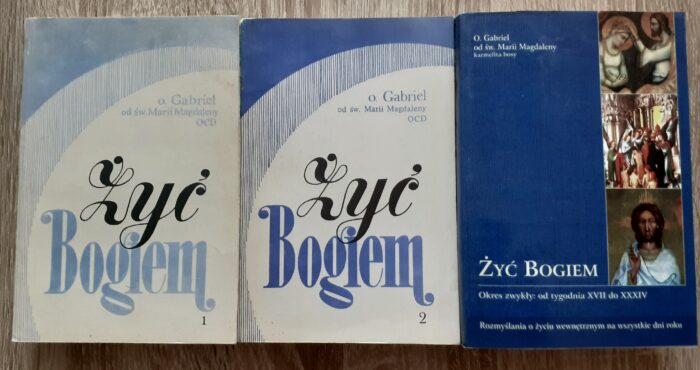 o. Gabriel
od św. Marii Magdaleny
OCD
Żyć
Bogiem
1
o. Gabriel
od św. Marii Magdaleny
OCD
Żyć
Bogiem
2
O. Gabriel
od św. Marii Magdaleny
karmelita bosy
Żyć Bogiem
Okres zwykły: od tygodnia XVII do XXXIV
Rozmyślania o życiu wewnętrznym na wszystkie dni roku